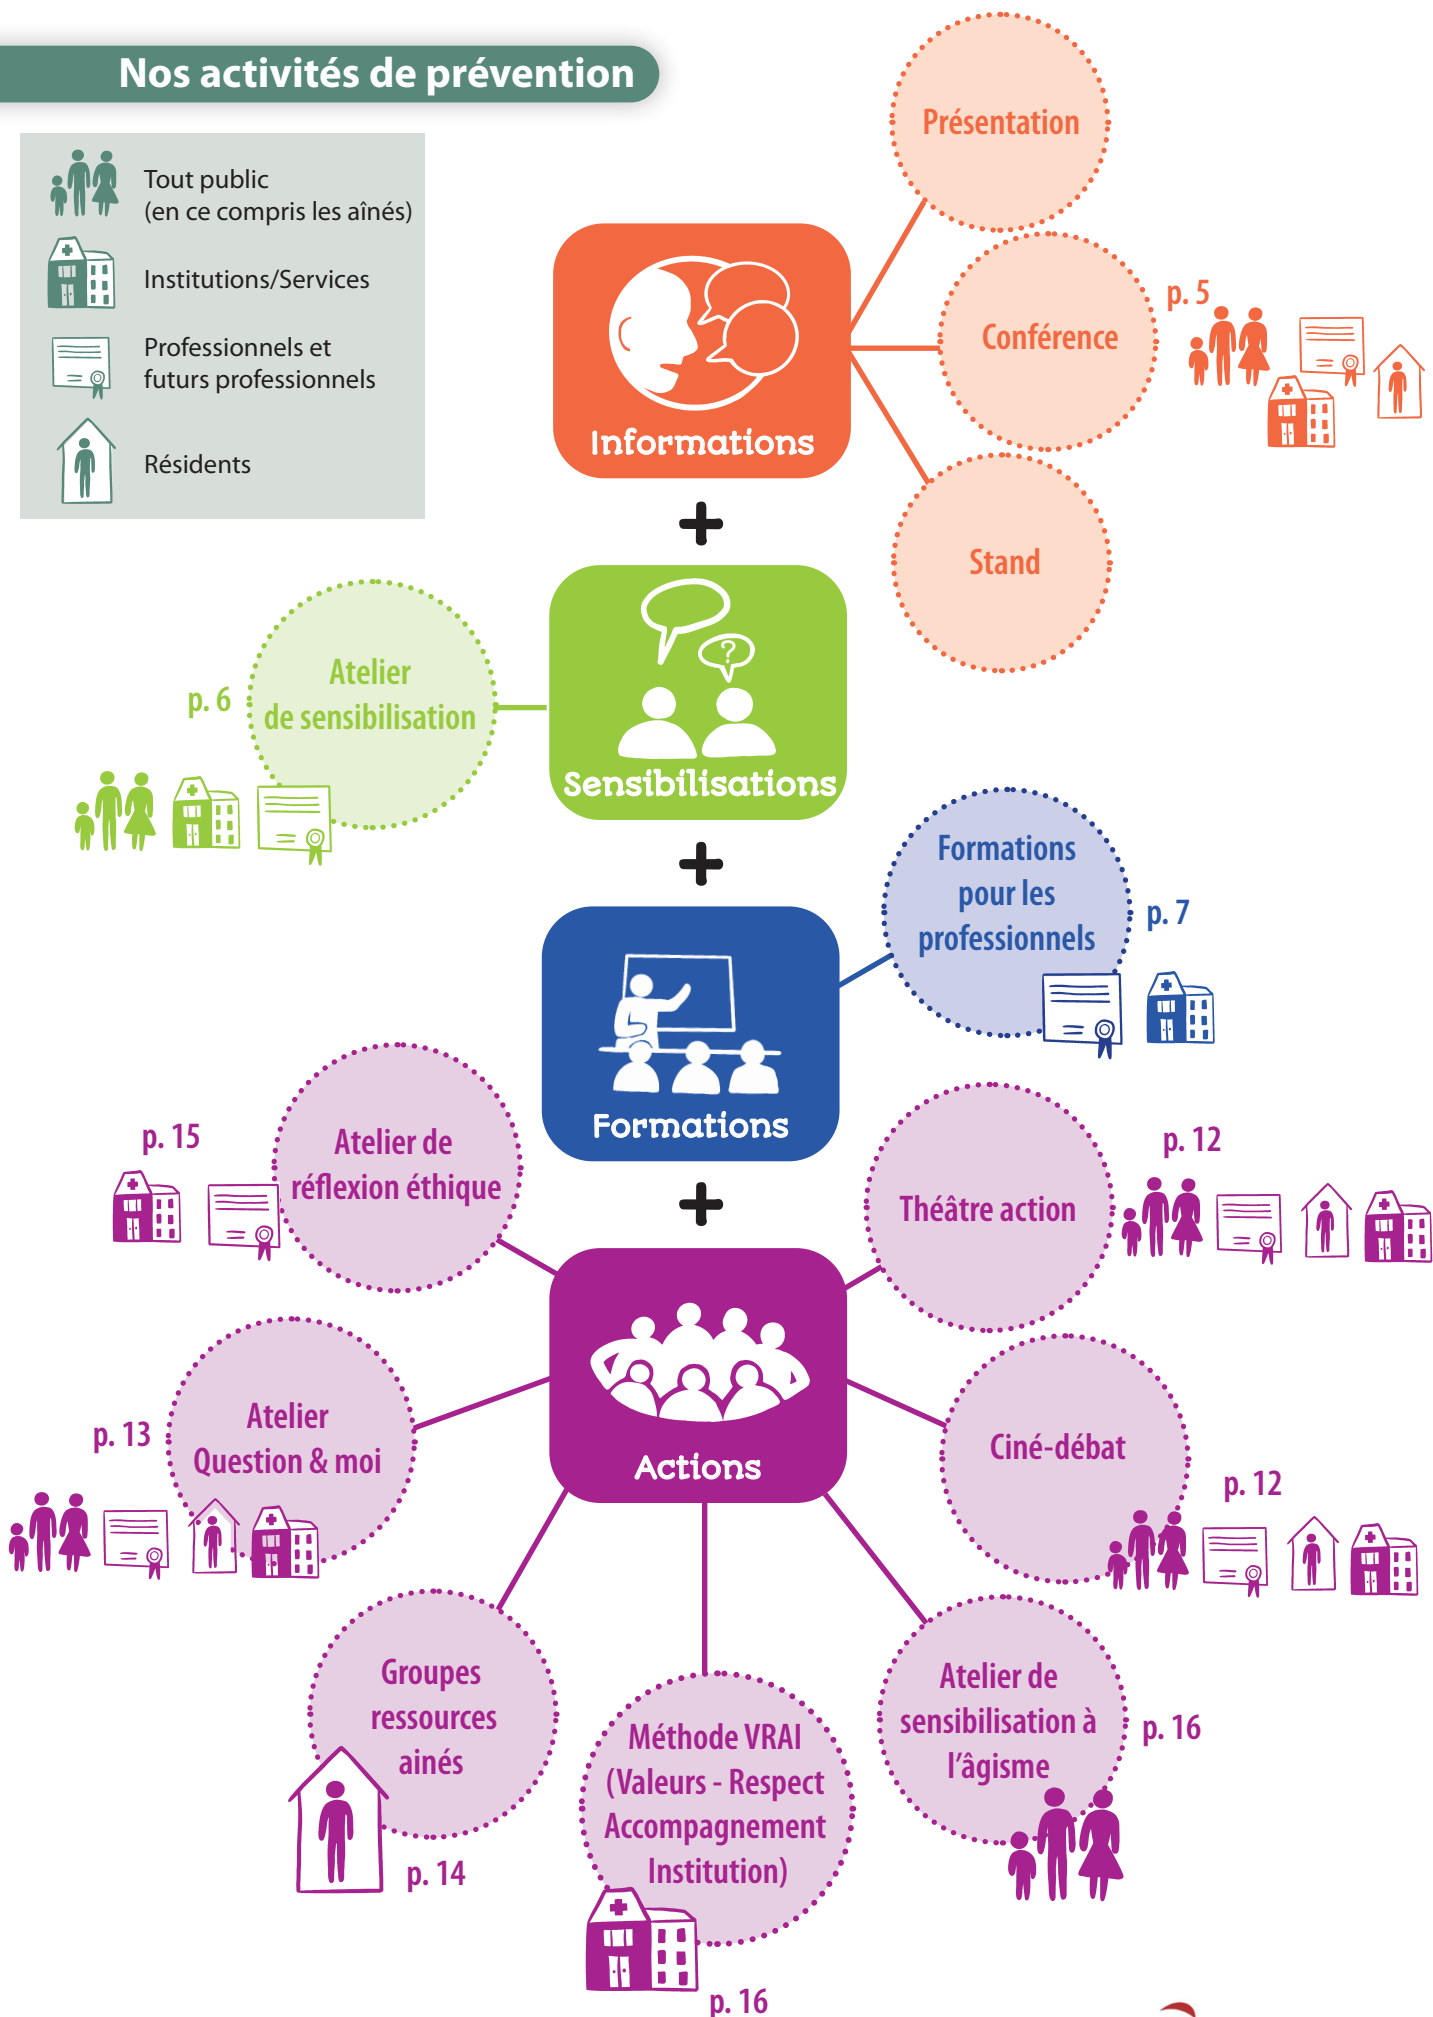 Nos activités de prévention
Tout public
(en ce compris les aînés)
Institutions/Services
Professionnels et
futurs professionnels
Résidents
Présentation
Conférence
p. 5
Stand
Informations
+
Atelier
de sensibilisation
p. 6
?
Sensibilisations
+
Formations
pour les
professionnels
p. 7
Formations
+
Atelier de
réflexion éthique
p. 15
Théâtre action
p. 12
Actions
Atelier
Question & moi
p. 13
Ciné-débat
p. 12
Groupes
ressources
ainés
p. 14
Méthode VRAI
(Valeurs - Respect
Accompagnement
Institution)
p. 16
Atelier de
sensibilisation à
l'âgisme
p. 16